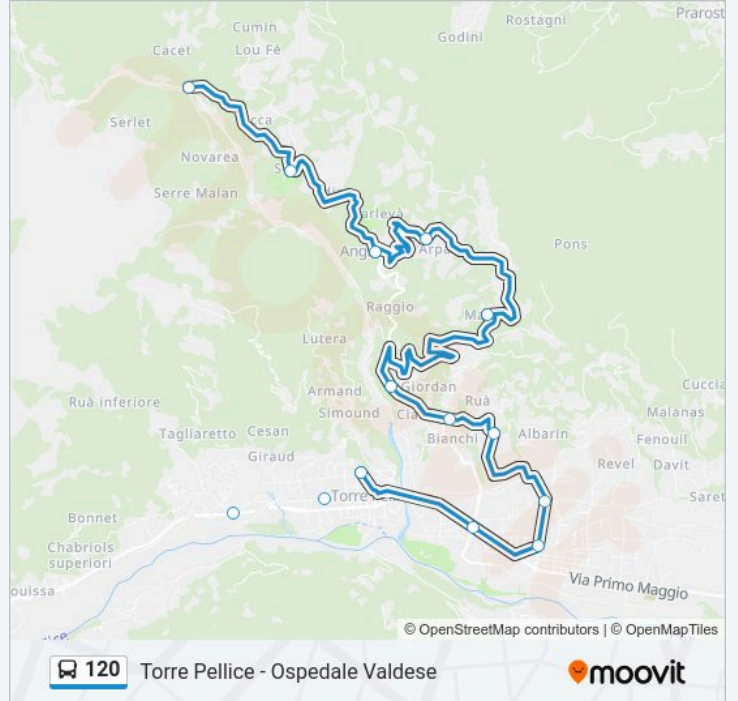 Cumin
Rostagni
Prarost
Cacet
Lou Fé
Godini
Serlet
Novarea
Serre Malan
Pons
Raggio
Lutera
Armand
Simound
Giordan
Ruà
Cuccla
Ruà inferiore
Malanas
Tagliaretto
Cesan
Bianchi
Albarin
Fenouil
Giraud
Revel
Davit
Saret
Bonnet
Chabriols
superiori
ouissa
Via Primo Maggio
© OpenStreetMap contributors | © OpenMapTiles
120
Torre Pellice - Ospedale Valdese
moovit